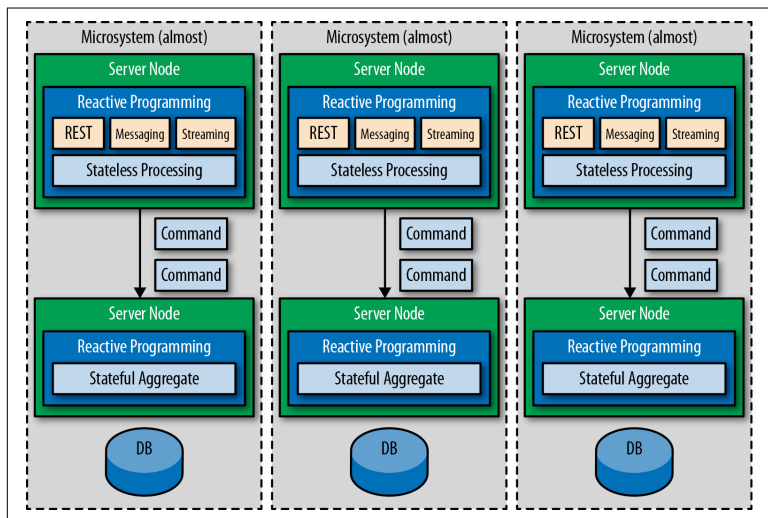 Microsystem (almost)
Server Node
Reactive Programming
REST
Messaging
Streaming
Stateless Processing
Command
Command
Server Node
Reactive Programming
Stateful Aggregate
DB
Microsystem (almost)
Server Node
Reactive Programming
REST
Messaging
Streaming
Stateless Processing
Command
Command
Server Node
Reactive Programming
Stateful Aggregate
DB
Microsystem (almost)
Server Node
Reactive Programming
REST
Messaging
Streaming
Stateless Processing
Command
Command
Server Node
Reactive Programming
Stateful Aggregate
DB